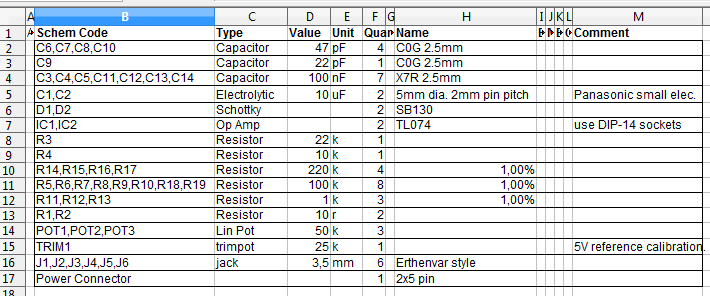 A B C D E F G H I J K L M
1 Schem Code Type Value Unit Quan Name Comment
2 C6,C7,C8,C10 Capacitor 47 pF 4 C0G 2.5mm
3 C9 Capacitor 22 pF 1 C0G 2.5mm
4 C3,C4,C5,C11,C12,C13,C14 Capacitor 100 nF 7 X7R 2.5mm
5 C1,C2 Electrolytic 10 uF 2 5mm dia. 2mm pin pitch Panasonic small elec.
6 D1,D2 Schottky 2 SB130
7 IC1,IC2 Op Amp 2 TL074 use DIP-14 sockets
8 R3 Resistor 22 k 1
9 R4 Resistor 10 k 1
10 R14,R15,R16,R17 Resistor 220 k 4 1,00%
11 R5,R6,R7,R8,R9,R10,R18,R19 Resistor 100 k 8 1,00%
12 R11,R12,R13 Resistor 1 k 3 1,00%
13 R1,R2 Resistor 10 r 2
14 POT1,POT2,POT3 Lin Pot 50 k 3
15 TRIM1 trimpot 25 k 1 5V reference calibration.
16 J1,J2,J3,J4,J5,J6 jack 3,5 mm 6 Erthenvar style
17 Power Connector 1 2x5 pin
18